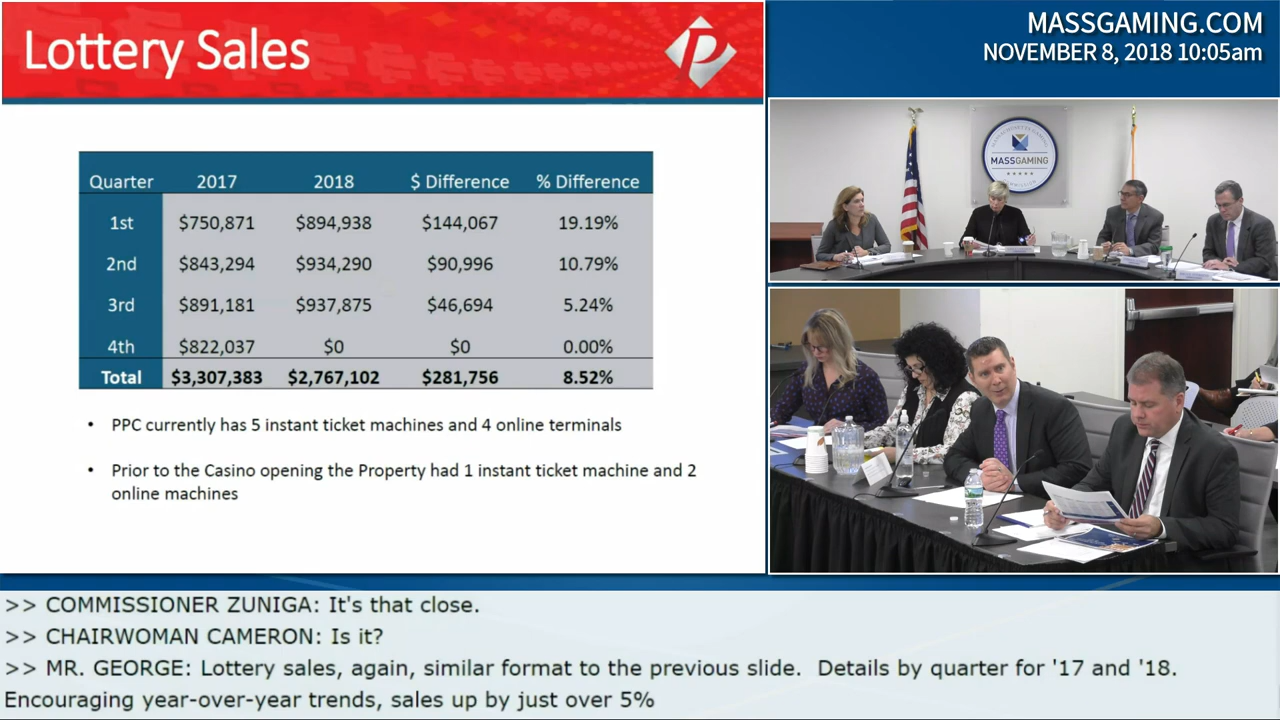 Lottery Sales
MASSGAMING.COM
NOVEMBER 8, 2018 10:05am
Quarter 2017 2018 $ Difference % Difference
1st $750,871 $894,938 $144,067 19.19%
2nd $843,294 $934,290 $90,996 10.79%
3rd $891,181 $937,875 $46,694 5.24%
4th $822,037 $0 $0 0.00%
Total $3,307,383 $2,767,102 $281,756 8.52%
• PPC currently has 5 instant ticket machines and 4 online terminals
• Prior to the Casino opening the Property had 1 instant ticket machine and 2
online machines
MASSGAMING
>> COMMISSIONER ZUNIGA: It's that close.
>> CHAIRWOMAN CAMERON: Is it?
>> MR. GEORGE: Lottery sales, again, similar format to the previous slide.  Details by quarter for '17 and '18.
Encouraging year-over-year trends, sales up by just over 5%